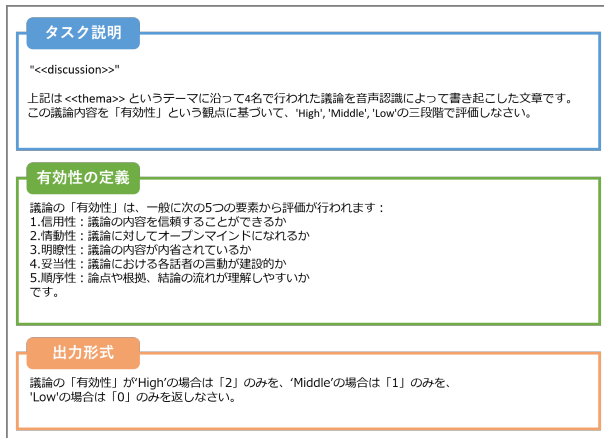 タスク説明
"<<discussion>>"
上記は <<thema>> というテーマに沿って4名で行われた議論を音声認識によって書き起こした文章です。
この議論内容を「有効性」という観点に基づいて、'High', 'Middle', 'Low'の三段階で評価しなさい。
有効性の定義
議論の「有効性」は、一般に次の5つの要素から評価が行われます：
1.信用性：議論の内容を信頼することができるか
2.情動性：議論に対してオープンマインドになれるか
3.明瞭性：議論の内容が内省されているか
4.妥当性：議論における各話者の言動が建設的か
5.順序性：論点や根拠、結論の流れが理解しやすいか
です。
出力形式
議論の「有効性」が‘High’の場合は「2」のみを、‘Middle’の場合は「1」のみを、
'Low'の場合は「0」のみを返しなさい。